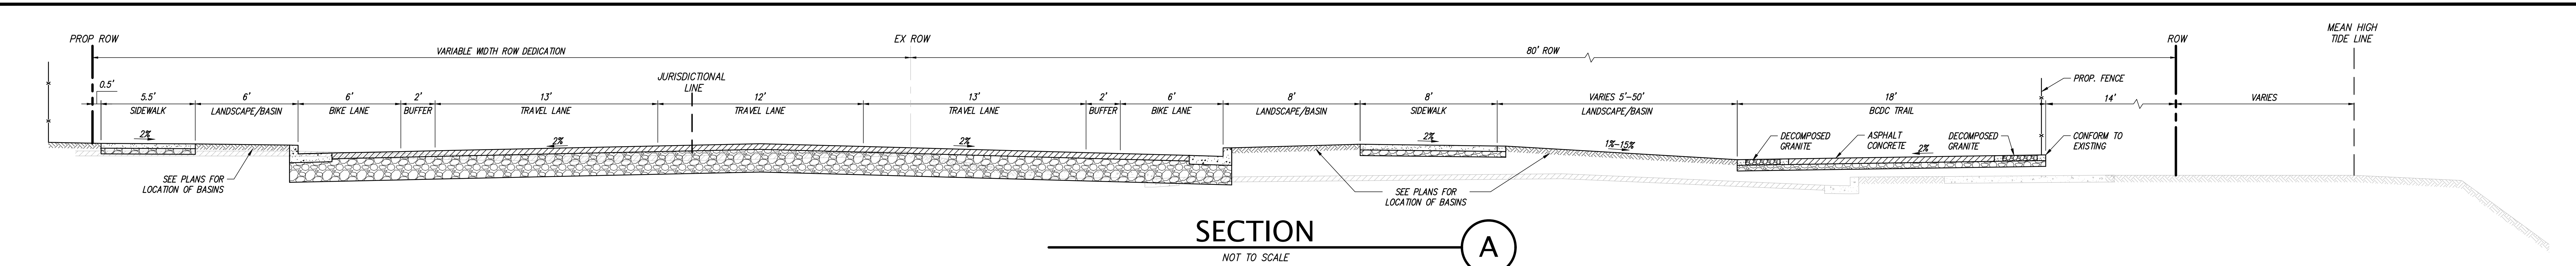 PROP ROW
EX ROW
ROW
MEAN HIGH
TIDE LINE
VARIABLE WIDTH ROW DEDICATION
80' ROW
JURISDICTIONAL
LINE
PROP. FENCE
0.5'
5.5'
6'
6'
2'
13'
12'
13'
2'
6'
8'
8'
VARIES 5'-50'
18'
14'
VARIES
SIDEWALK
LANDSCAPE/BASIN
BIKE LANE
BUFFER
TRAVEL LANE
TRAVEL LANE
TRAVEL LANE
BUFFER
BIKE LANE
LANDSCAPE/BASIN
SIDEWALK
LANDSCAPE/BASIN
BCDC TRAIL
2%
2%
2%
2%
1%-15%
2%
DECOMPOSED
GRANITE
ASPHALT
CONCRETE
DECOMPOSED
GRANITE
CONFORM TO
EXISTING
SEE PLANS FOR
LOCATION OF BASINS
SEE PLANS FOR
LOCATION OF BASINS
SECTION
A
NOT TO SCALE